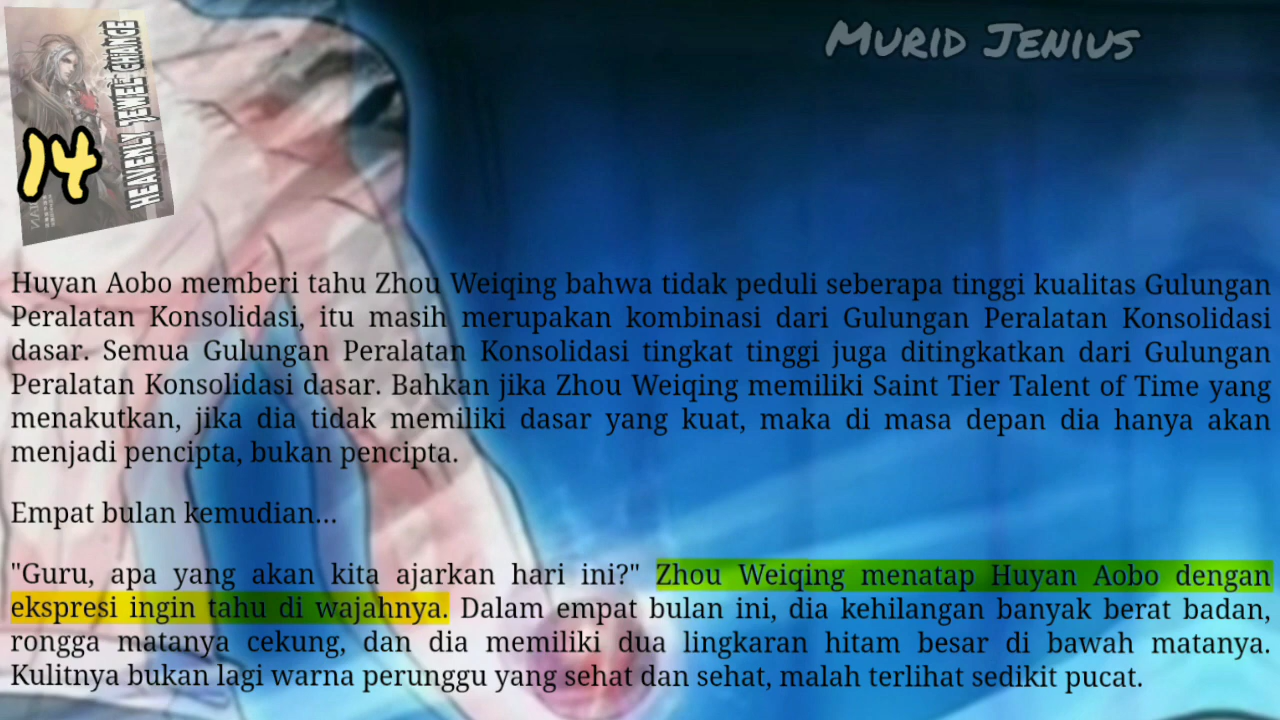 Murid Jenius
HEAVENLY JEWEL CHANGE
14
Huyan Aobo memberi tahu Zhou Weiqing bahwa tidak peduli seberapa tinggi kualitas Gulungan
Peralatan Konsolidasi, itu masih merupakan kombinasi dari Gulungan Peralatan Konsolidasi
dasar. Semua Gulungan Peralatan Konsolidasi tingkat tinggi juga ditingkatkan dari Gulungan
Peralatan Konsolidasi dasar. Bahkan jika Zhou Weiqing memiliki Saint Tier Talent of Time yang
menakutkan, jika dia tidak memiliki dasar yang kuat, maka di masa depan dia hanya akan
menjadi pencipta, bukan pencipta.
Empat bulan kemudian...
"Guru, apa yang akan kita ajarkan hari ini?" Zhou Weiqing menatap Huyan Aobo dengan
ekspresi ingin tahu di wajahnya. Dalam empat bulan ini, dia kehilangan banyak berat badan,
rongga matanya cekung, dan dia memiliki dua lingkaran hitam besar di bawah matanya.
Kulitnya bukan lagi warna perunggu yang sehat dan sehat, malah terlihat sedikit pucat.